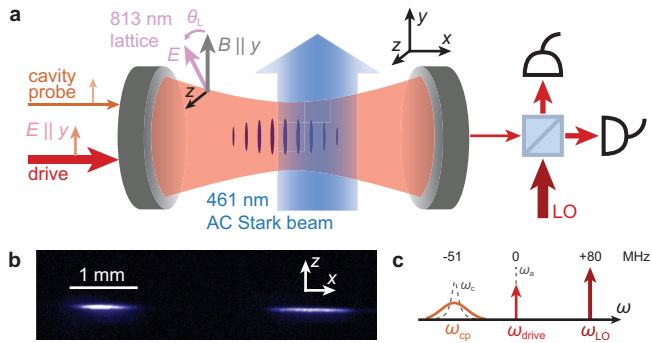 a
813 nm
lattice
θL
E
B || y
z
y
z
x
cavity
probe
E || y
drive
461 nm
AC Stark beam
LO
b
1 mm
z
x
c
-51
0
+80
MHz
ωc
ωa
ω
ωcp
ωdrive
ωLO